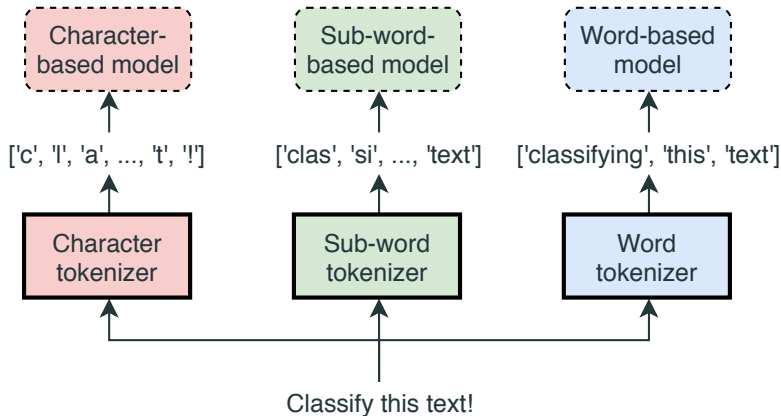 Character-
based model
Sub-word-
based model
Word-based
model
['c', 'l', 'a', ..., 't', '!']
['clas', 'si', ..., 'text']
['classifying', 'this', 'text']
Character
tokenizer
Sub-word
tokenizer
Word
tokenizer
Classify this text!